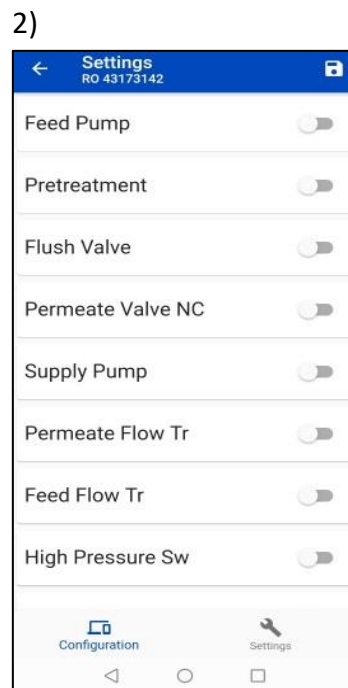 2)
Settings
RO 43173142
Feed Pump
Pretreatment
Flush Valve
Permeate Valve NC
Supply Pump
Permeate Flow Tr
Feed Flow Tr
High Pressure Sw
Configuration
Settings